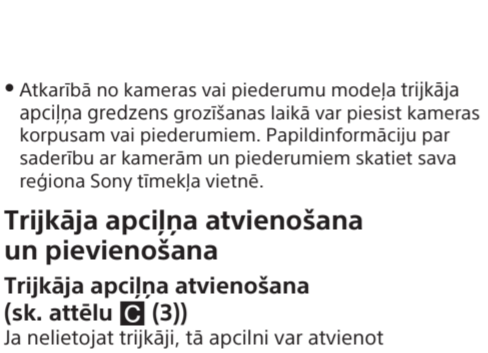 • Atkarībā no kameras vai piederumu modeļa trijkāja
apciļņa gredzens grozīšanas laikā var piesist kameras
korpusam vai piederumiem. Papildinformāciju par
saderību ar kamerām un piederumiem skatiet sava
reģiona Sony tīmekļa vietnē.
Trijkāja apciļņa atvienošana
un pievienošana
Trijkāja apciļņa atvienošana
(sk. attēlu C (3))
Ja nelietojat trijkāji, tā apcilni var atvienot